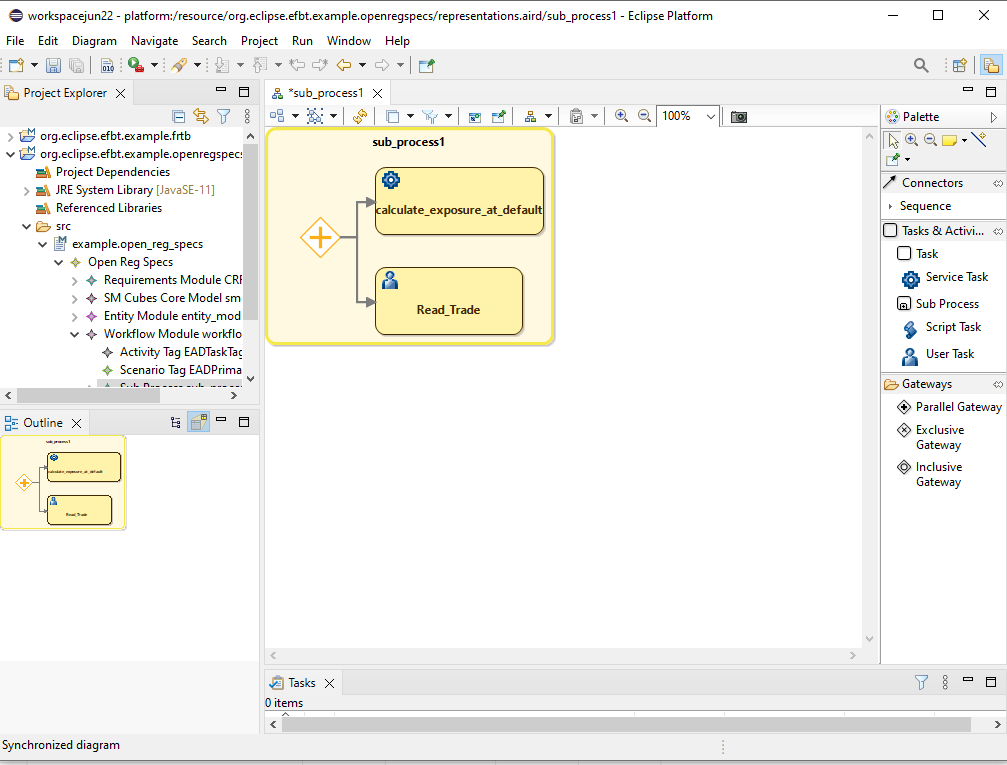 workspacejun22 - platform:/resource/org.eclipse.efbt.example.openregspecs/representations.aird/sub_process1 - Eclipse Platform
File Edit Diagram Navigate Search Project Run Window Help
010
Project Explorer
*sub_process1
100%
org.eclipse.efbt.example.frtb
org.eclipse.efbt.example.openregspecs
Project Dependencies
JRE System Library [JavaSE-11]
Referenced Libraries
src
example.open_reg_specs
Open Reg Specs
Requirements Module CRR
SM Cubes Core Model sm
Entity Module entity_mod
Workflow Module workflo
Activity Tag EADTaskTag
Scenario Tag EADPrima
Sub Process sub_proce
Outline
sub_process1
calculate_exposure_at_default
Read_Trade
sub_process1
calculate_exposure_at_default
Read_Trade
Palette
Connectors
Sequence
Tasks & Activi...
Task
Service Task
Sub Process
Script Task
User Task
Gateways
Parallel Gateway
Exclusive
Gateway
Inclusive
Gateway
Tasks
0 items
Synchronized diagram